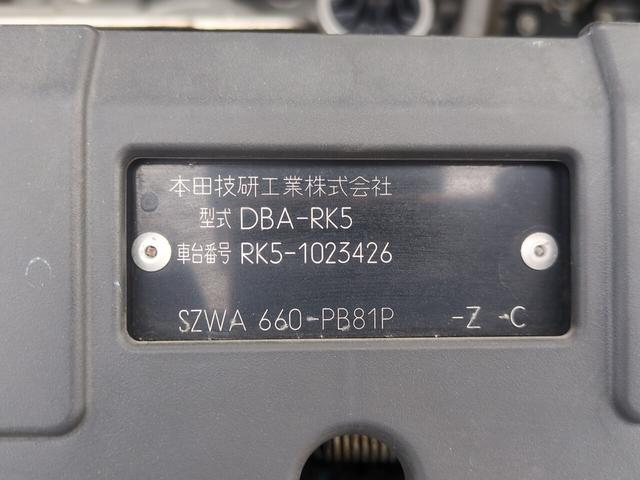 本田技研工業株式会社
型式 DBA-RK5
車台番号 RK5-1023426
SZWA 660-PB81P -Z -C